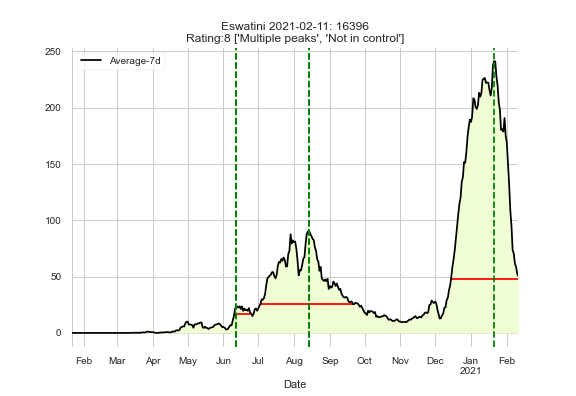 Eswatini 2021-02-11: 16396
Rating:8 ['Multiple peaks', 'Not in control']
Average-7d
250
200
150
100
50
0
Feb Mar Apr May Jun Jul Aug Sep Oct Nov Dec Jan Feb
2021
Date